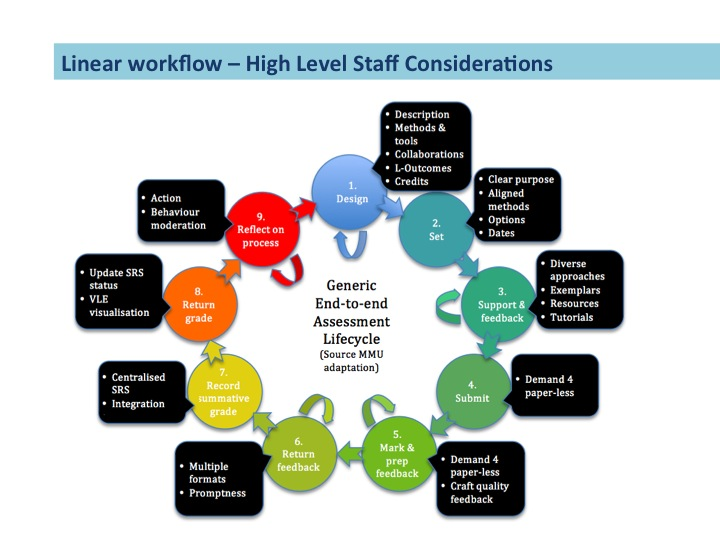 Linear workflow – High Level Staff Considerations
1.
Design
• Description
• Methods &
tools
• Collaborations
• L-Outcomes
• Credits
2.
Set
• Clear purpose
• Aligned
methods
• Options
• Dates
3.
Support &
feedback
• Diverse
approaches
• Exemplars
• Resources
• Tutorials
4.
Submit
• Demand 4
paper-less
5.
Mark &
prep
feedback
• Demand 4
paper-less
• Craft quality
feedback
6.
Return
feedback
• Multiple
formats
• Promptness
7.
Record
summative
grade
• Centralised
SRS
• Integration
8.
Return
grade
• Update SRS
status
• VLE
visualisation
9.
Reflect on
process
• Action
• Behaviour
moderation
Generic
End-to-end
Assessment
Lifecycle
(Source MMU
adaptation)